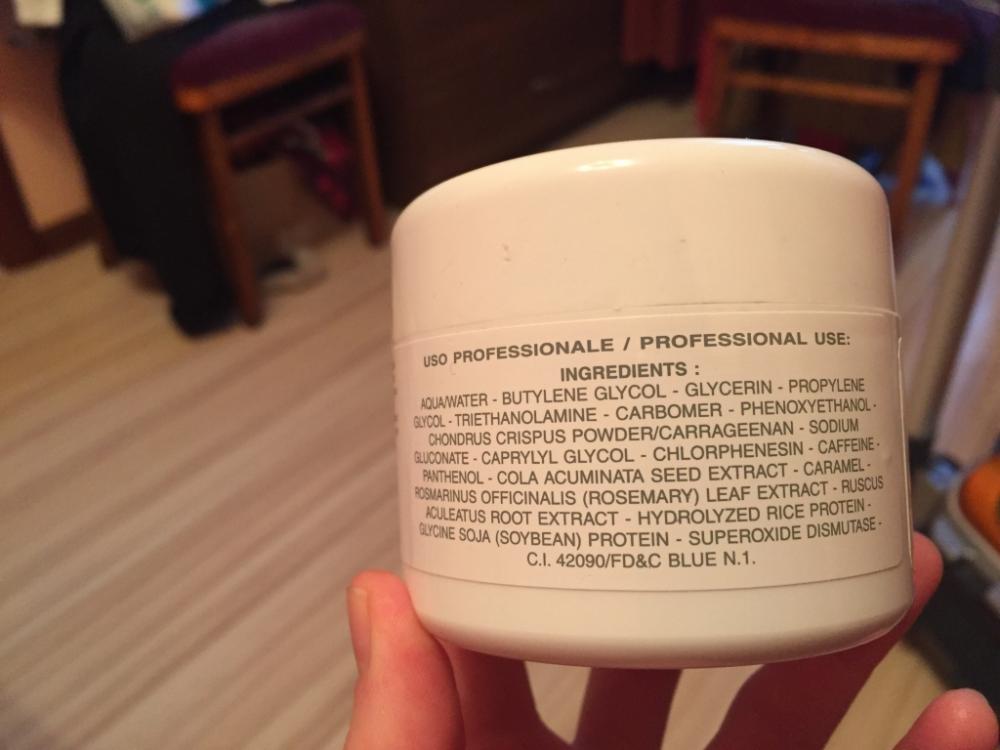 USO PROFESSIONALE / PROFESSIONAL USE:
INGREDIENTS :
AQUA/WATER - BUTYLENE GLYCOL - GLYCERIN - PROPYLENE
GLYCOL - TRIETHANOLAMINE - CARBOMER - PHENOXYETHANOL -
CHONDRUS CRISPUS POWDER/CARRAGEENAN - SODIUM
GLUCONATE - CAPRYLYL GLYCOL - CHLORPHENESIN - CAFFEINE -
PANTHENOL - COLA ACUMINATA SEED EXTRACT - CARAMEL -
ROSMARINUS OFFICINALIS (ROSEMARY) LEAF EXTRACT - RUSCUS
ACULEATUS ROOT EXTRACT - HYDROLYZED RICE PROTEIN -
GLYCINE SOJA (SOYBEAN) PROTEIN - SUPEROXIDE DISMUTASE -
C.I. 42090/FD&C BLUE N.1.